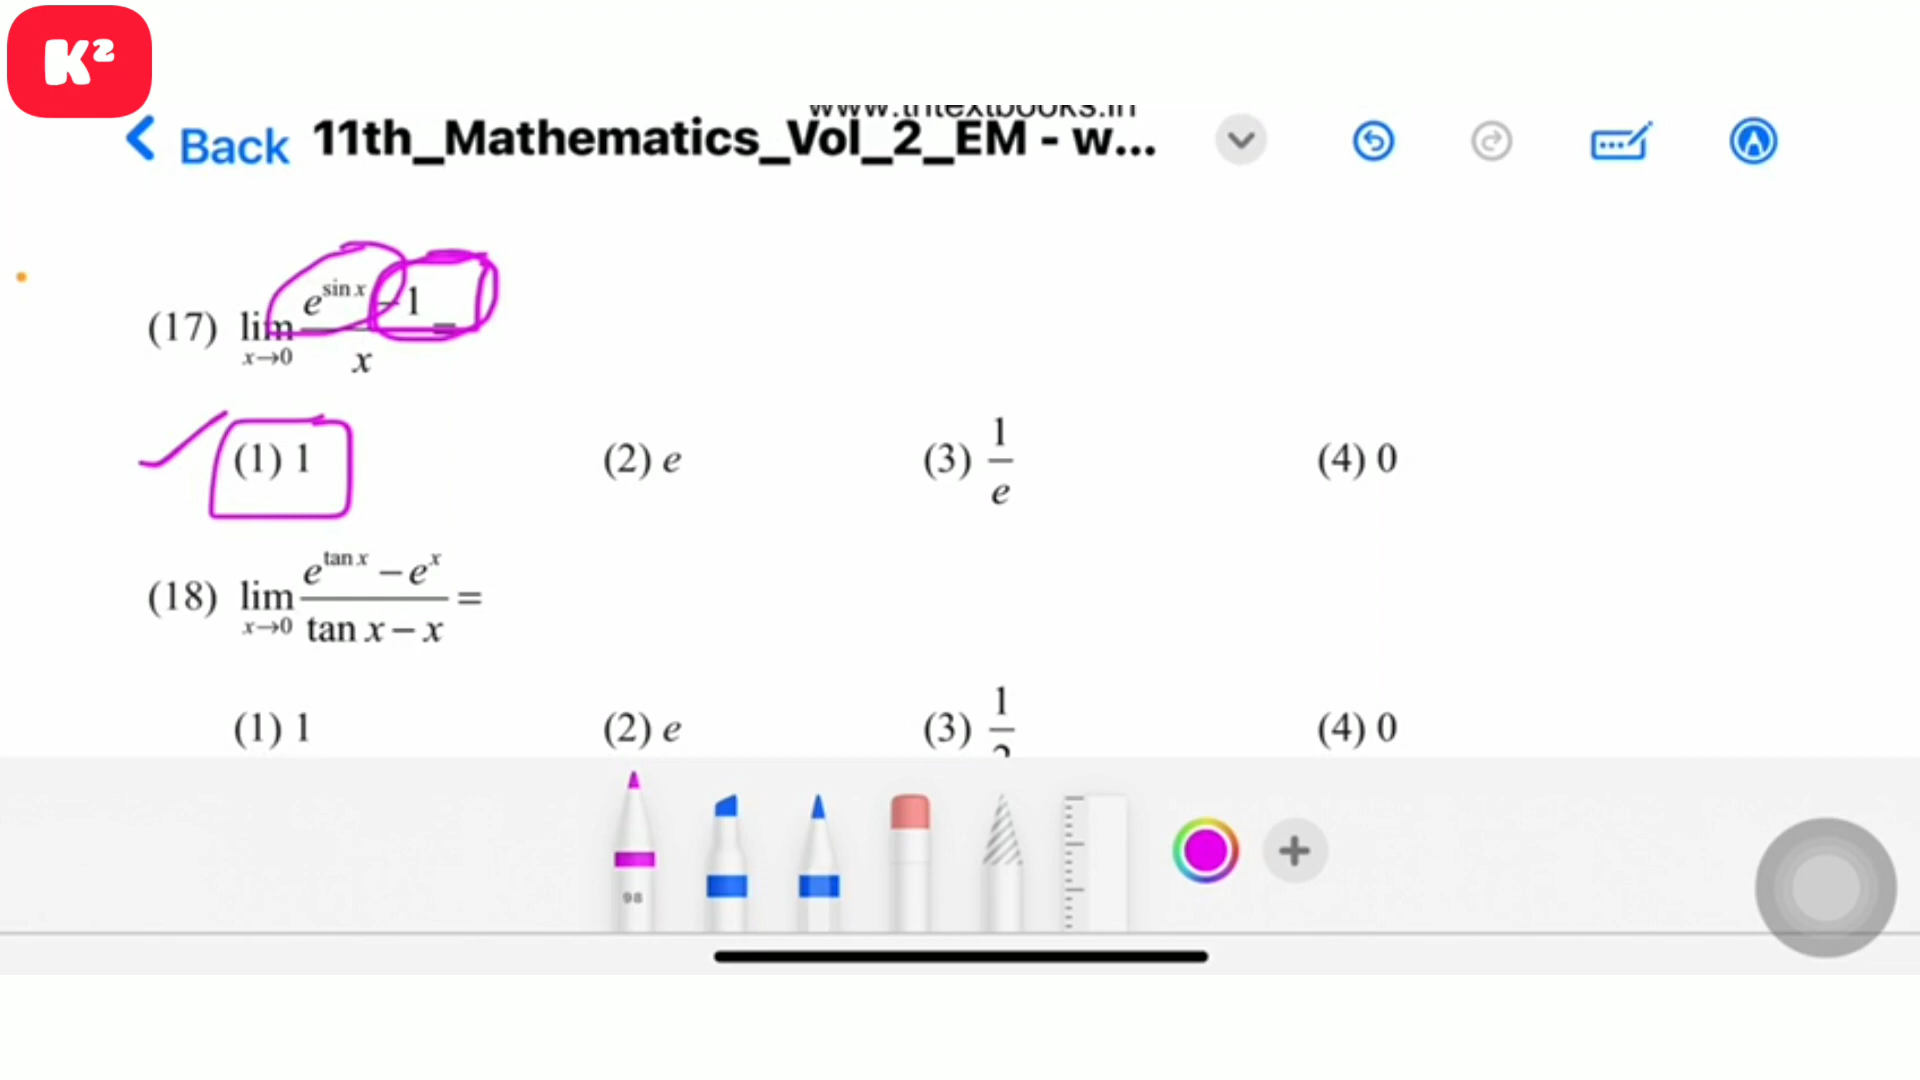 K²
www.tntextbooks.in
Back 11th_Mathematics_Vol_2_EM - w...
(17) lim x→0 (e^(sin x) − 1)/x =
(1) 1 (2) e (3) 1/e (4) 0
(18) lim x→0 (e^(tan x) − e^x)/(tan x − x) =
(1) 1 (2) e (3) 1/2 (4) 0
98